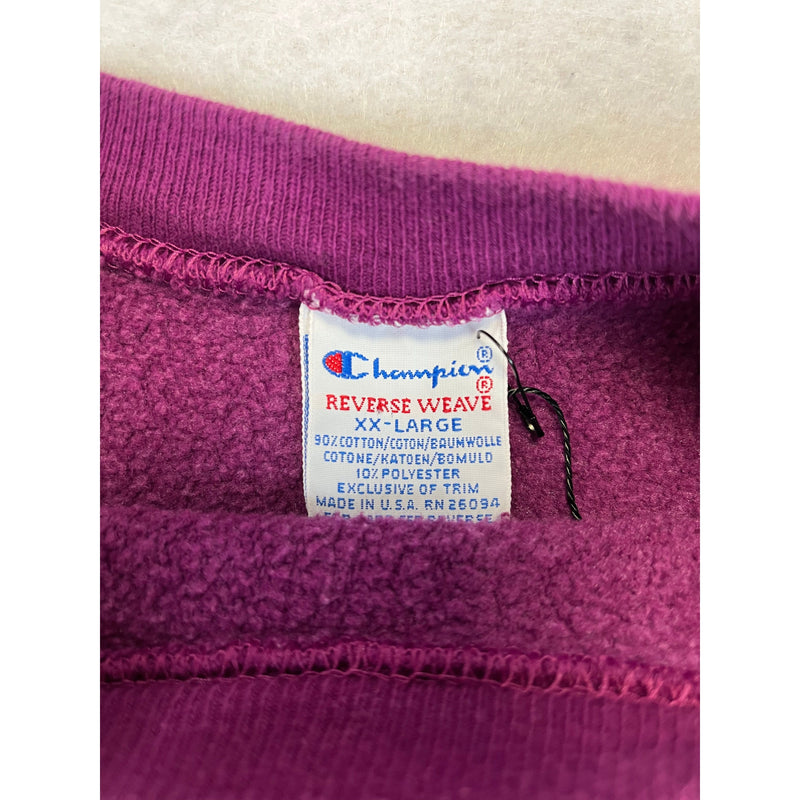 Champion®
®
REVERSE WEAVE
XX-LARGE
90% COTTON/COTON/BAUMWOLLE
COTONE/KATOEN/BOMULD
10% POLYESTER
EXCLUSIVE OF TRIM
MADE IN U.S.A. RN 26094
REVERSE